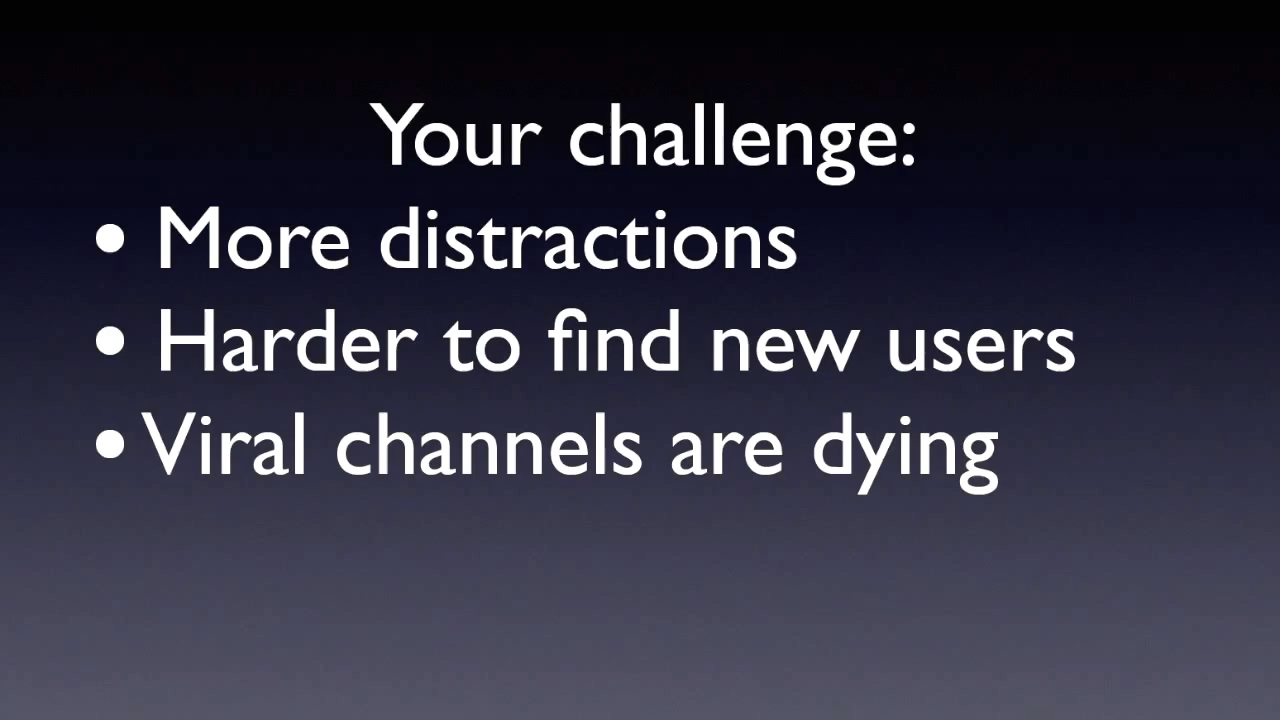 Your challenge:
• More distractions
• Harder to find new users
• Viral channels are dying